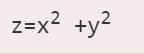 z=x² +y²